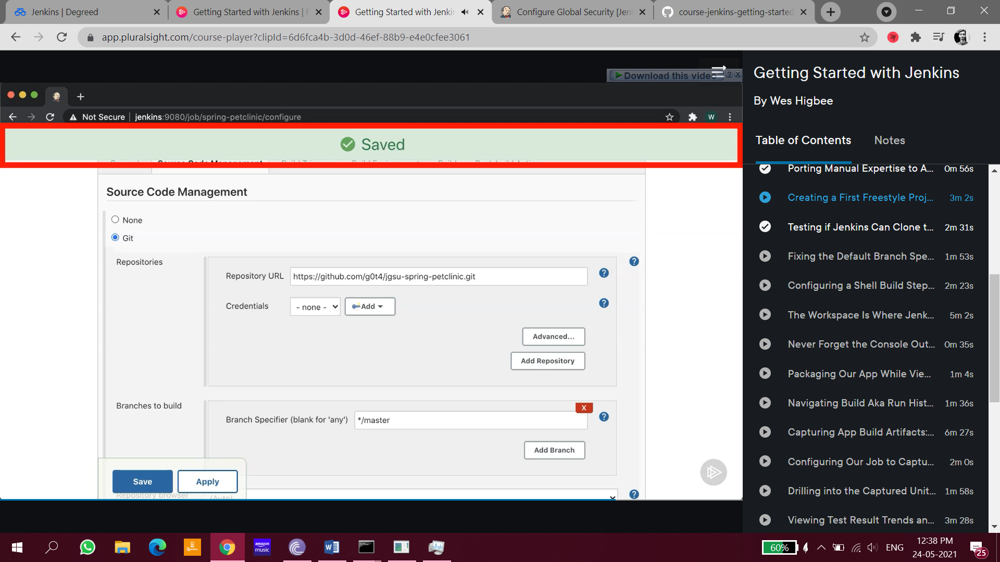 Jenkins | Degreed
Getting Started with Jenkins |
Getting Started with Jenkin
Configure Global Security [Jen
course-jenkins-getting-started
app.pluralsight.com/course-player?clipId=6d6fca4b-3d0d-46ef-88b9-e4e0cfee3061
Download this video
Not Secure | jenkins:9080/job/spring-petclinic/configure
W
Saved
Source Code Management
Source Code Management
None
Git
Repositories
Repository URL
https://github.com/g0t4/jgsu-spring-petclinic.git
Credentials
- none -
Add
Advanced...
Add Repository
Branches to build
X
Branch Specifier (blank for 'any')
*/master
Add Branch
Save
Apply
Repository browser
(Auto)
Getting Started with Jenkins
By Wes Higbee
Table of Contents
Notes
Porting Manual Expertise to A... 0m 56s
Creating a First Freestyle Proj... 3m 2s
Testing if Jenkins Can Clone t... 2m 31s
Fixing the Default Branch Spe... 1m 53s
Configuring a Shell Build Step... 2m 23s
The Workspace Is Where Jenk... 5m 2s
Never Forget the Console Out... 0m 35s
Packaging Our App While Vie... 1m 4s
Navigating Build Aka Run Hist... 1m 36s
Capturing App Build Artifacts:... 6m 27s
Configuring Our Job to Captu... 2m 0s
Drilling into the Captured Unit... 1m 58s
Viewing Test Result Trends an... 3m 28s
amazon
music
60%
ENG
12:38 PM
24-05-2021
25